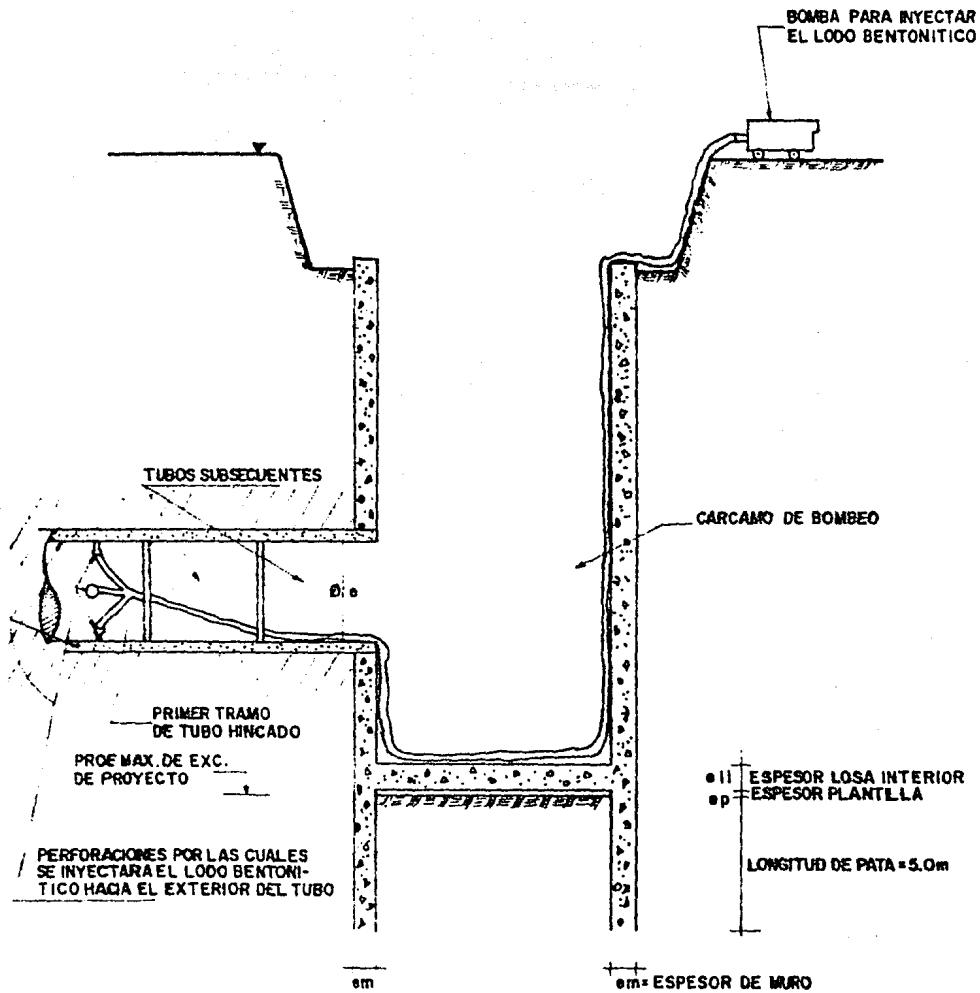 BOMBA PARA INYECTAR
EL LODO BENTONITICO
TUBOS SUBSECUENTES
CARCAMO DE BOMBEO
PRIMER TRAMO
DE TUBO HINCADO
PROF. MAX. DE EXC.
DE PROYECTO
ell ESPESOR LOSA INTERIOR
ep ESPESOR PLANTILLA
PERFORACIONES POR LAS CUALES
SE INYECTARA EL LODO BENTONI-
TICO HACIA EL EXTERIOR DEL TUBO
LONGITUD DE PATA = 5.0m
em
em = ESPESOR DE MURO